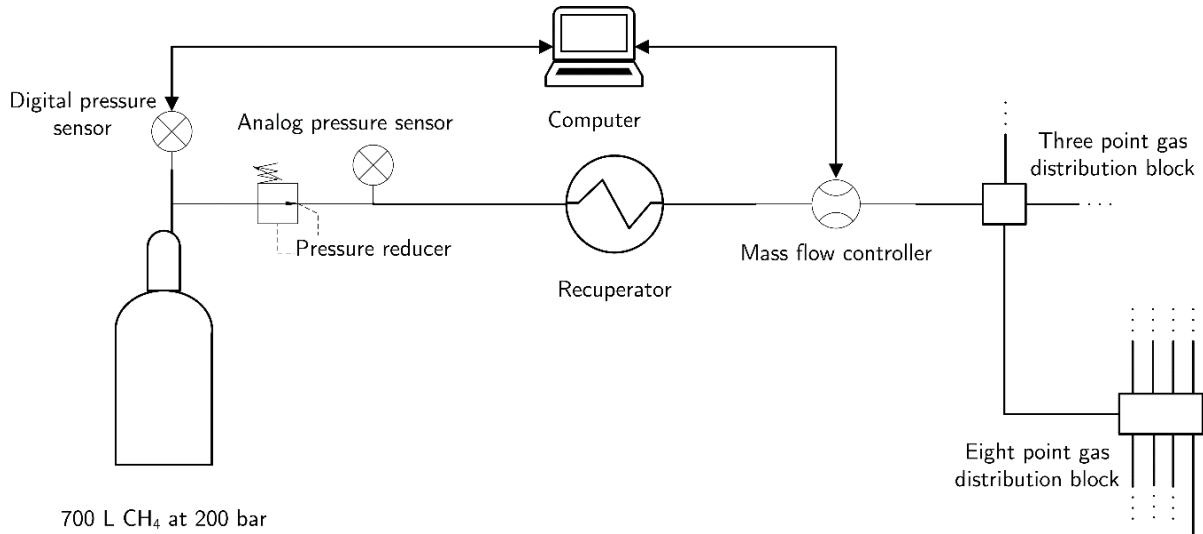 Digital pressure
sensor
Analog pressure sensor
Computer
Three point gas
distribution block
Pressure reducer
Mass flow controller
Recuperator
Eight point gas
distribution block
700 L CH₄ at 200 bar